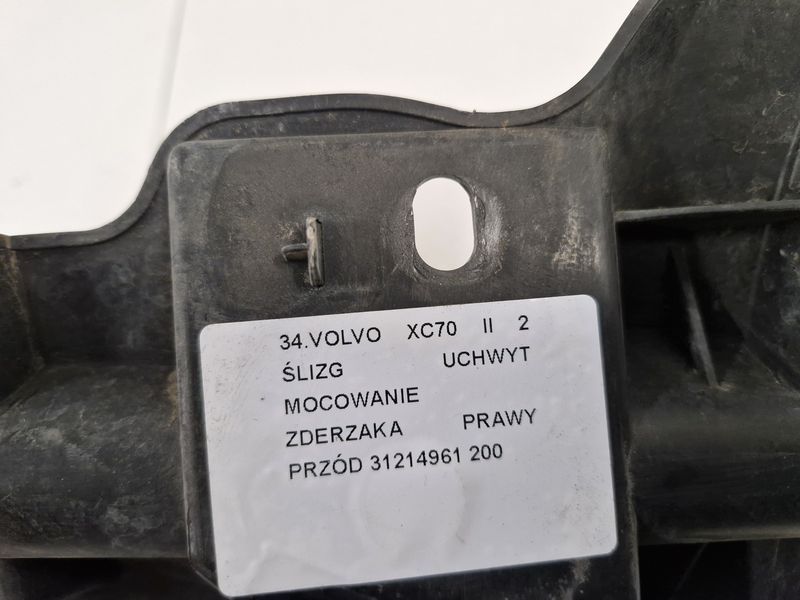 34.VOLVO XC70 II 2
ŚLIZG UCHWYT
MOCOWANIE
ZDERZAKA PRAWY
PRZÓD 31214961 200